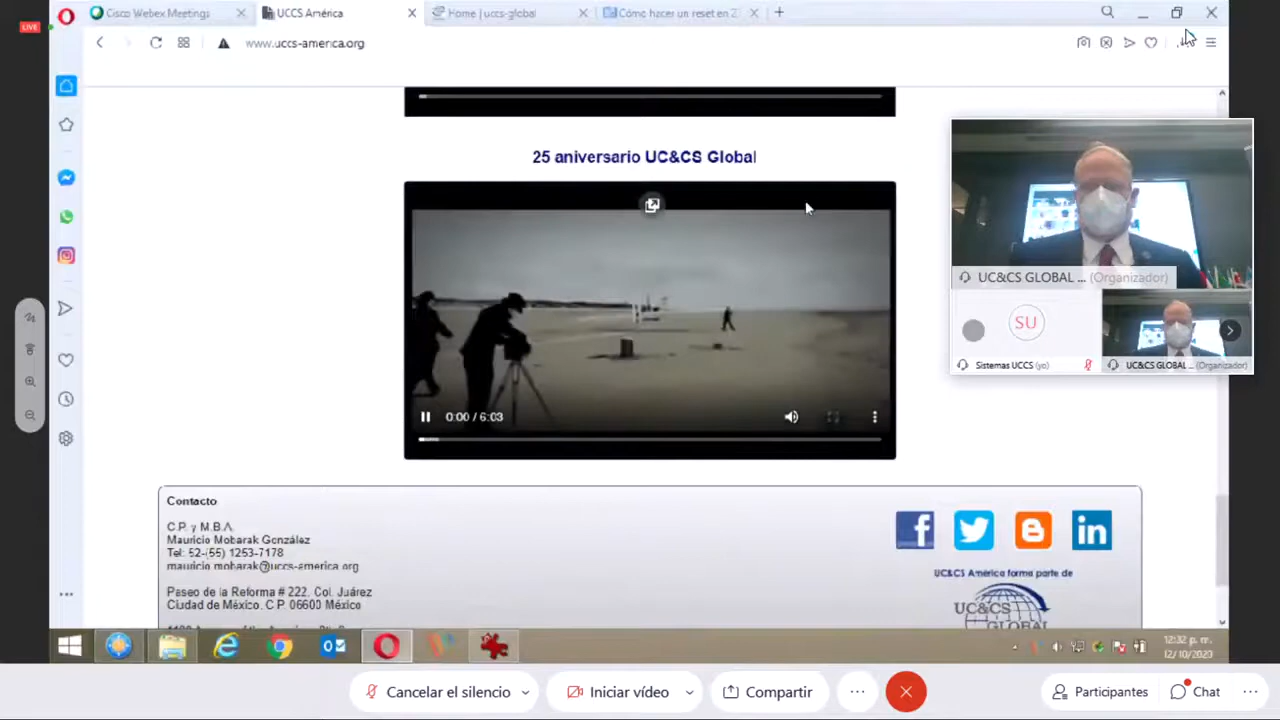 LIVE
Cisco Webex Meetings
UCCS América
Home | uccs-global
Cómo hacer un reset en Z
www.uccs-america.org
25 aniversario UC&CS Global
0:00 / 6:03
UC&CS GLOBAL ... (Organizador)
SU
Sistemas UCCS (yo)
UC&CS GLOBAL ... (Organizador)
Contacto
C.P. y M.B.A.
Mauricio Mobarak González
Tel: 52-(55) 1253-7178
mauricio.mobarak@uccs-america.org
Paseo de la Reforma # 222, Col. Juárez
Ciudad de México, C.P. 06600 México
UC&CS América forma parte de
UC&CS
GLOBAL
12:32 p. m.
12/10/2020
Cancelar el silencio
Iniciar vídeo
Compartir
Participantes
Chat